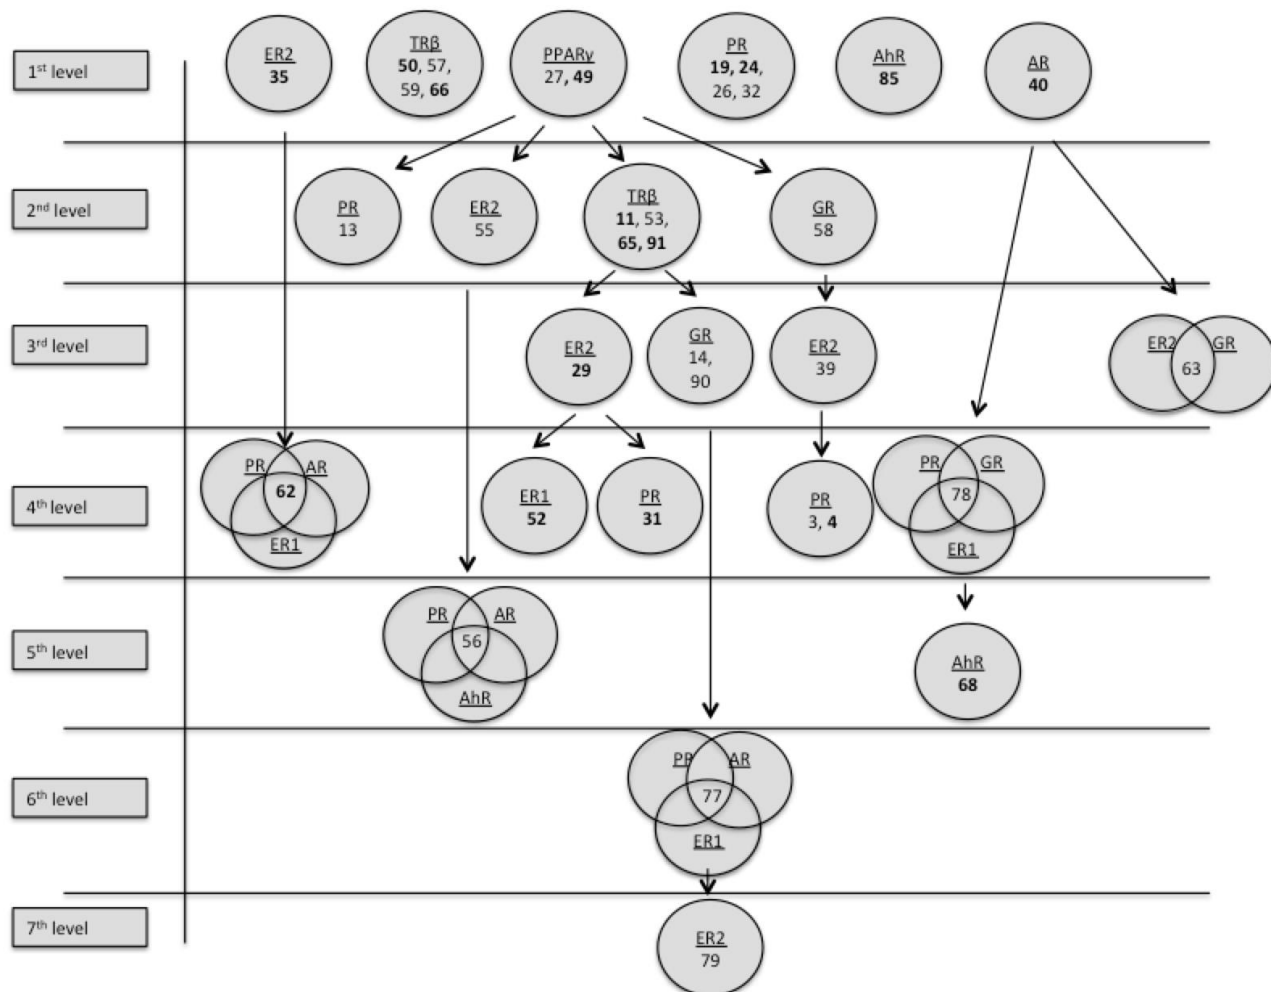 1st level
ER2
35
TRβ
50, 57,
59, 66
PPARγ
27, 49
PR
19, 24,
26, 32
AhR
85
AR
40
2nd level
PR
13
ER2
55
TRβ
11, 53,
65, 91
GR
58
3rd level
ER2
29
GR
14,
90
ER2
39
ER2
GR
63
4th level
PR
AR
62
ER1
ER1
52
PR
31
PR
3, 4
PR
GR
78
ER1
5th level
PR
AR
56
AhR
AhR
68
6th level
PR
AR
77
ER1
7th level
ER2
79